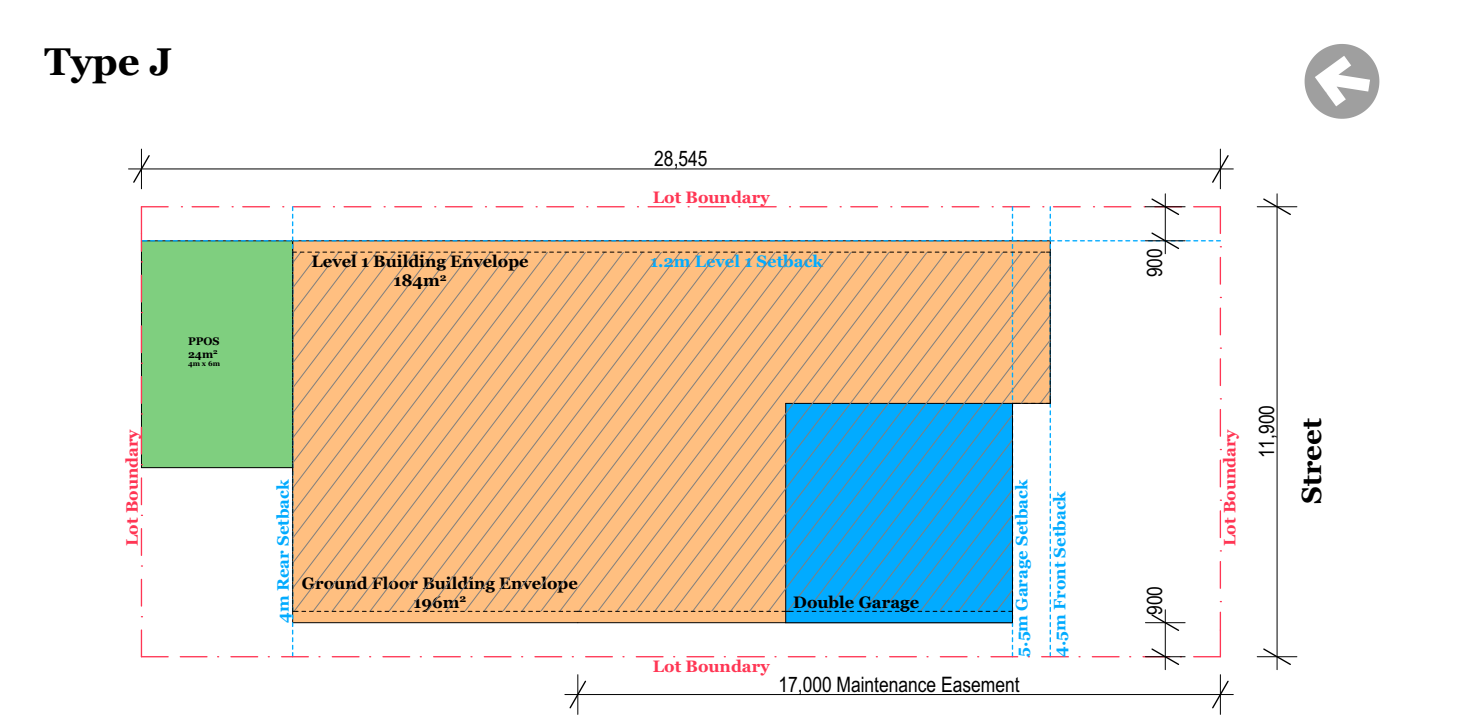 Type J
28,545
Lot Boundary
900
Level 1 Building Envelope
184m²
1.2m Level 1 Setback
PPOS
24m²
4m x 6m
11,900
Street
Lot Boundary
Lot Boundary
4m Rear Setback
5.5m Garage Setback
4.5m Front Setback
Ground Floor Building Envelope
196m²
Double Garage
900
Lot Boundary
17,000 Maintenance Easement